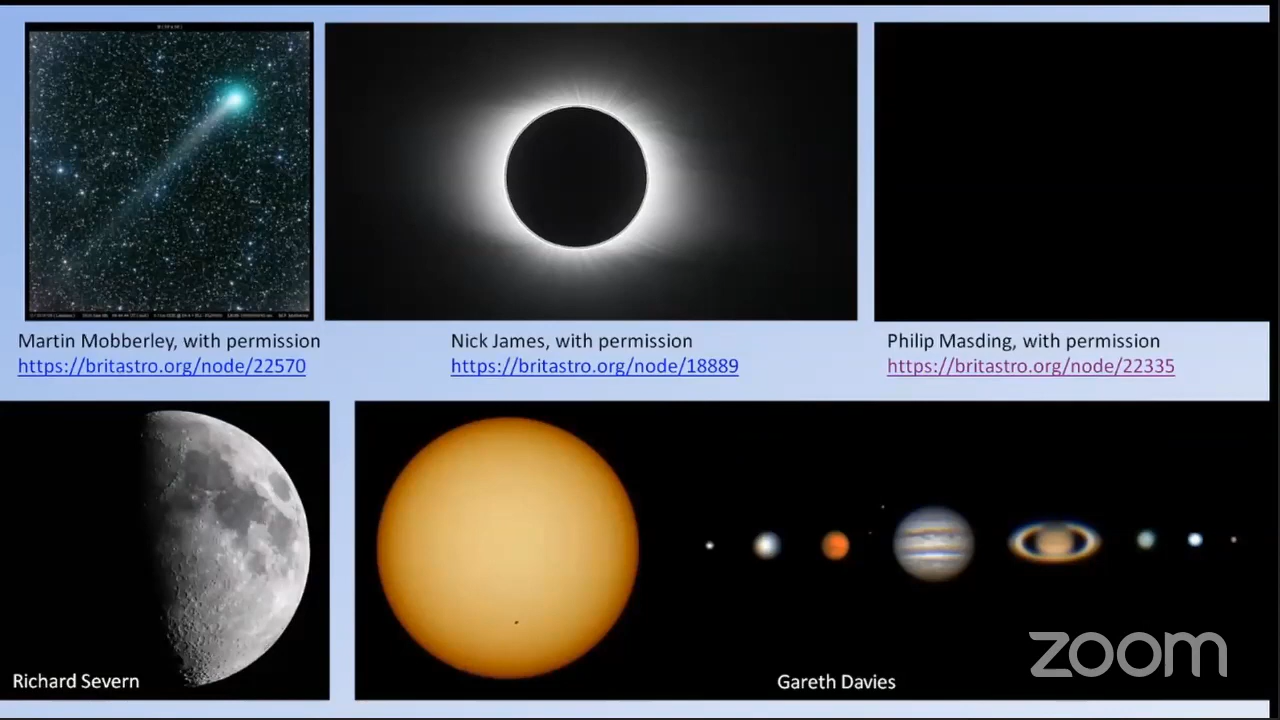 Martin Mobberley, with permission
https://britastro.org/node/22570
Nick James, with permission
https://britastro.org/node/18889
Philip Masding, with permission
https://britastro.org/node/22335
Richard Severn
Gareth Davies
zoom